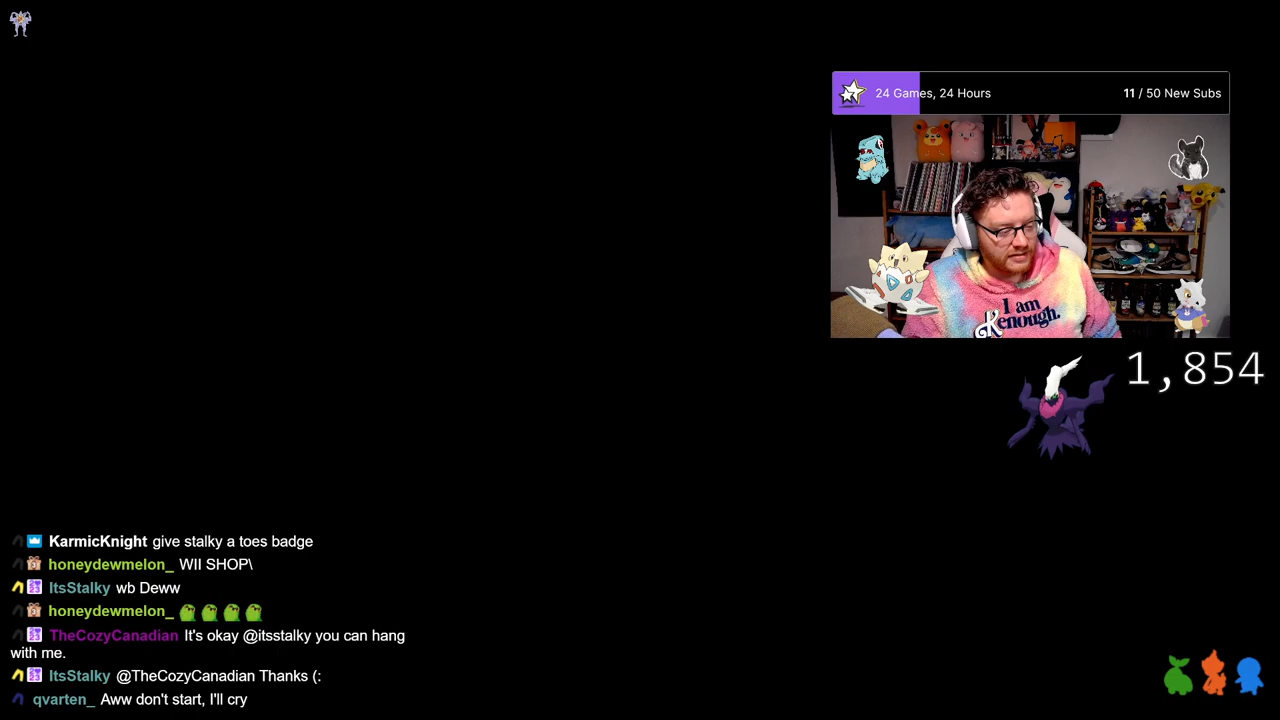 24 Games, 24 Hours 11 / 50 New Subs
I am
Kenough.
1,854
KarmicKnight give stalky a toes badge
honeydewmelon_ WII SHOP\
ItsStalky wb Deww
honeydewmelon_
TheCozyCanadian It's okay @itsstalky you can hang
with me.
ItsStalky @TheCozyCanadian Thanks (:
qvarten_ Aww don't start, I'll cry